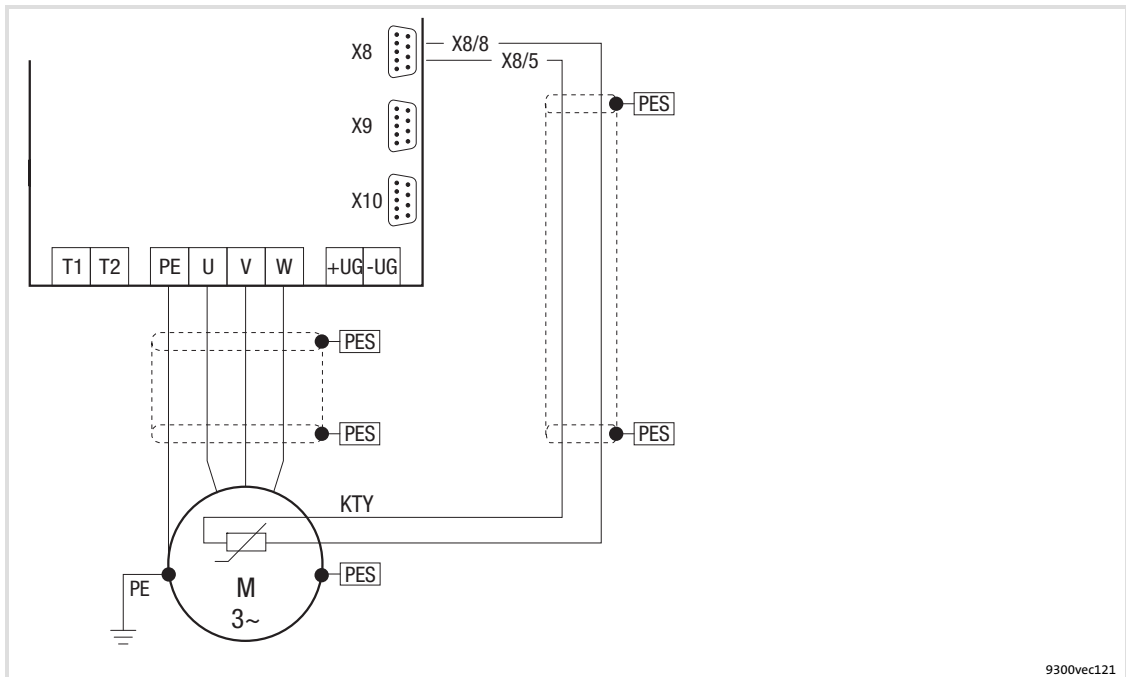 X8
X8/8
X8/5
PES
X9
X10
T1 T2 PE U V W +UG -UG
PES
PES
PES
KTY
PE
M
3~
PES
9300vec121